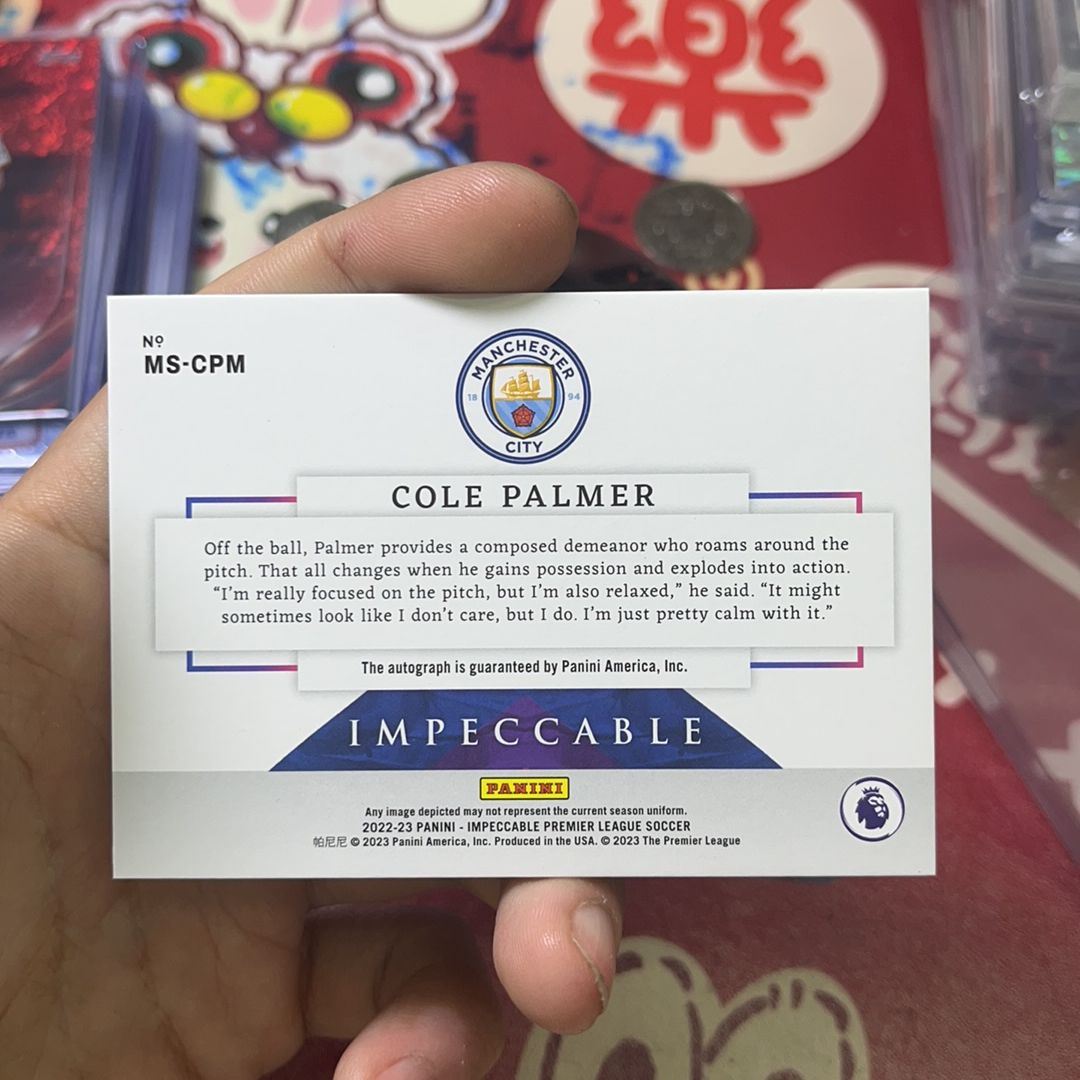 樂
Nº
MS-CPM
MANCHESTER
18 94
CITY
COLE PALMER
Off the ball, Palmer provides a composed demeanor who roams around the
pitch. That all changes when he gains possession and explodes into action.
“I’m really focused on the pitch, but I’m also relaxed,” he said. “It might
sometimes look like I don’t care, but I do. I’m just pretty calm with it.”
The autograph is guaranteed by Panini America, Inc.
IMPECCABLE
PANINI
Any image depicted may not represent the current season uniform.
2022-23 PANINI - IMPECCABLE PREMIER LEAGUE SOCCER
帕尼尼 © 2023 Panini America, Inc. Produced in the USA. © 2023 The Premier League